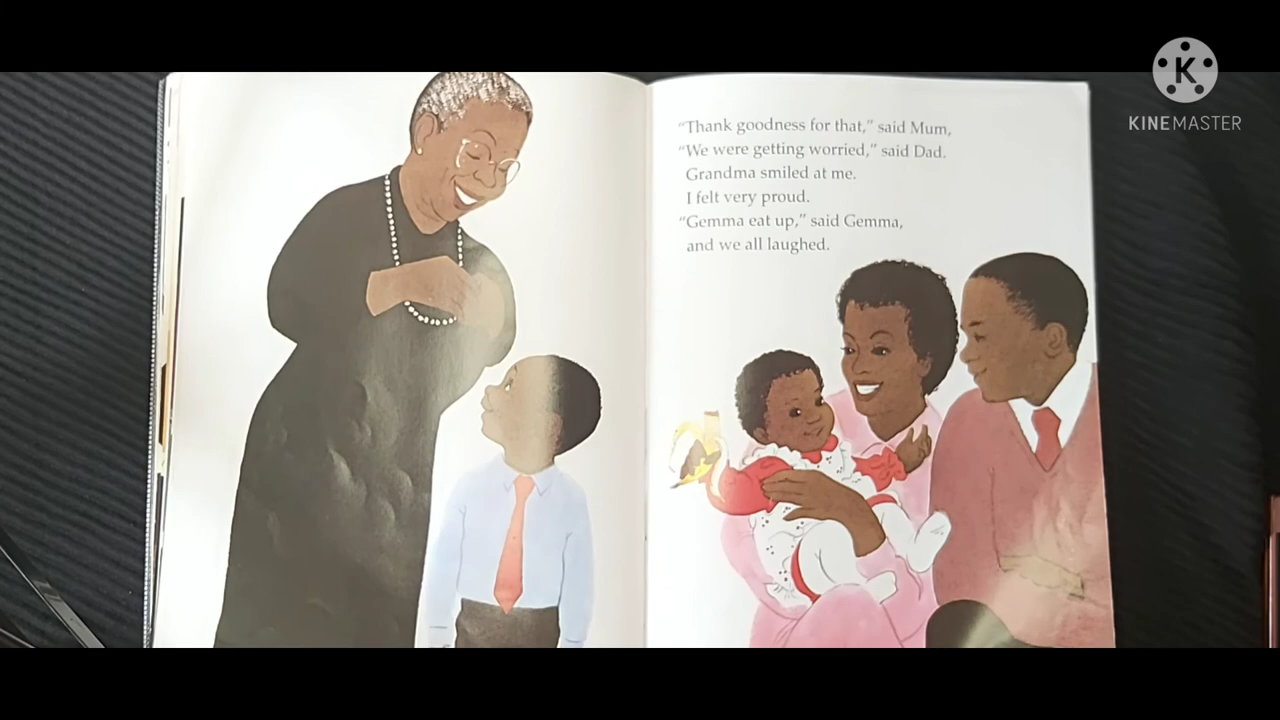 "Thank goodness for that," said Mum,
"We were getting worried," said Dad.
Grandma smiled at me.
I felt very proud.
"Gemma eat up," said Gemma,
and we all laughed.
K
KINEMASTER